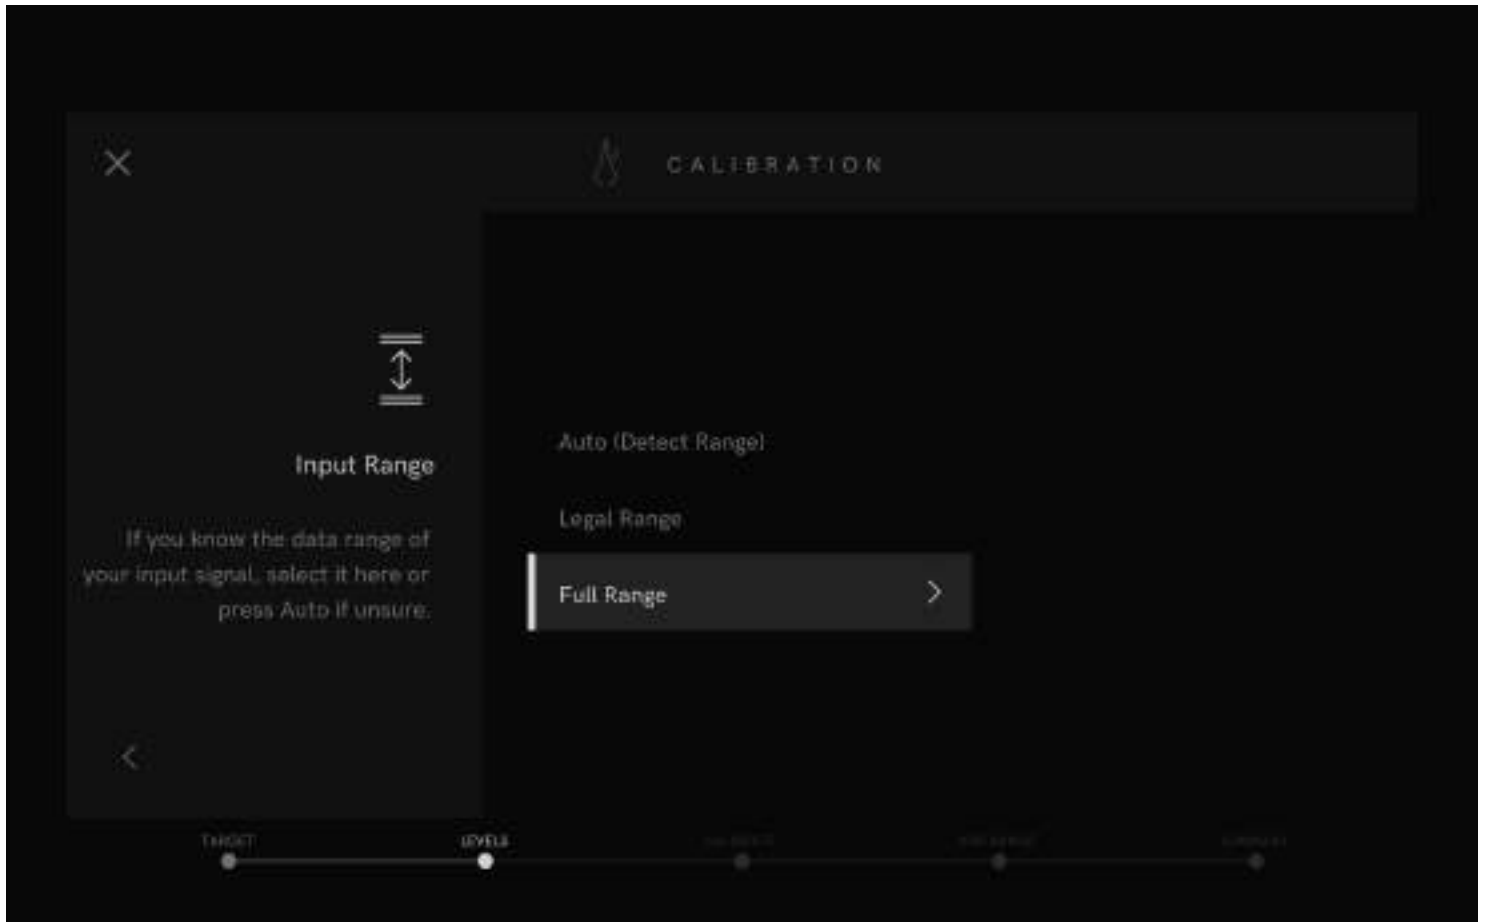 CALIBRATION
Input Range
If you know the data range of
your input signal, select it here or
press Auto if unsure.
Auto (Detect Range)
Legal Range
Full Range
TARGET
LEVELS